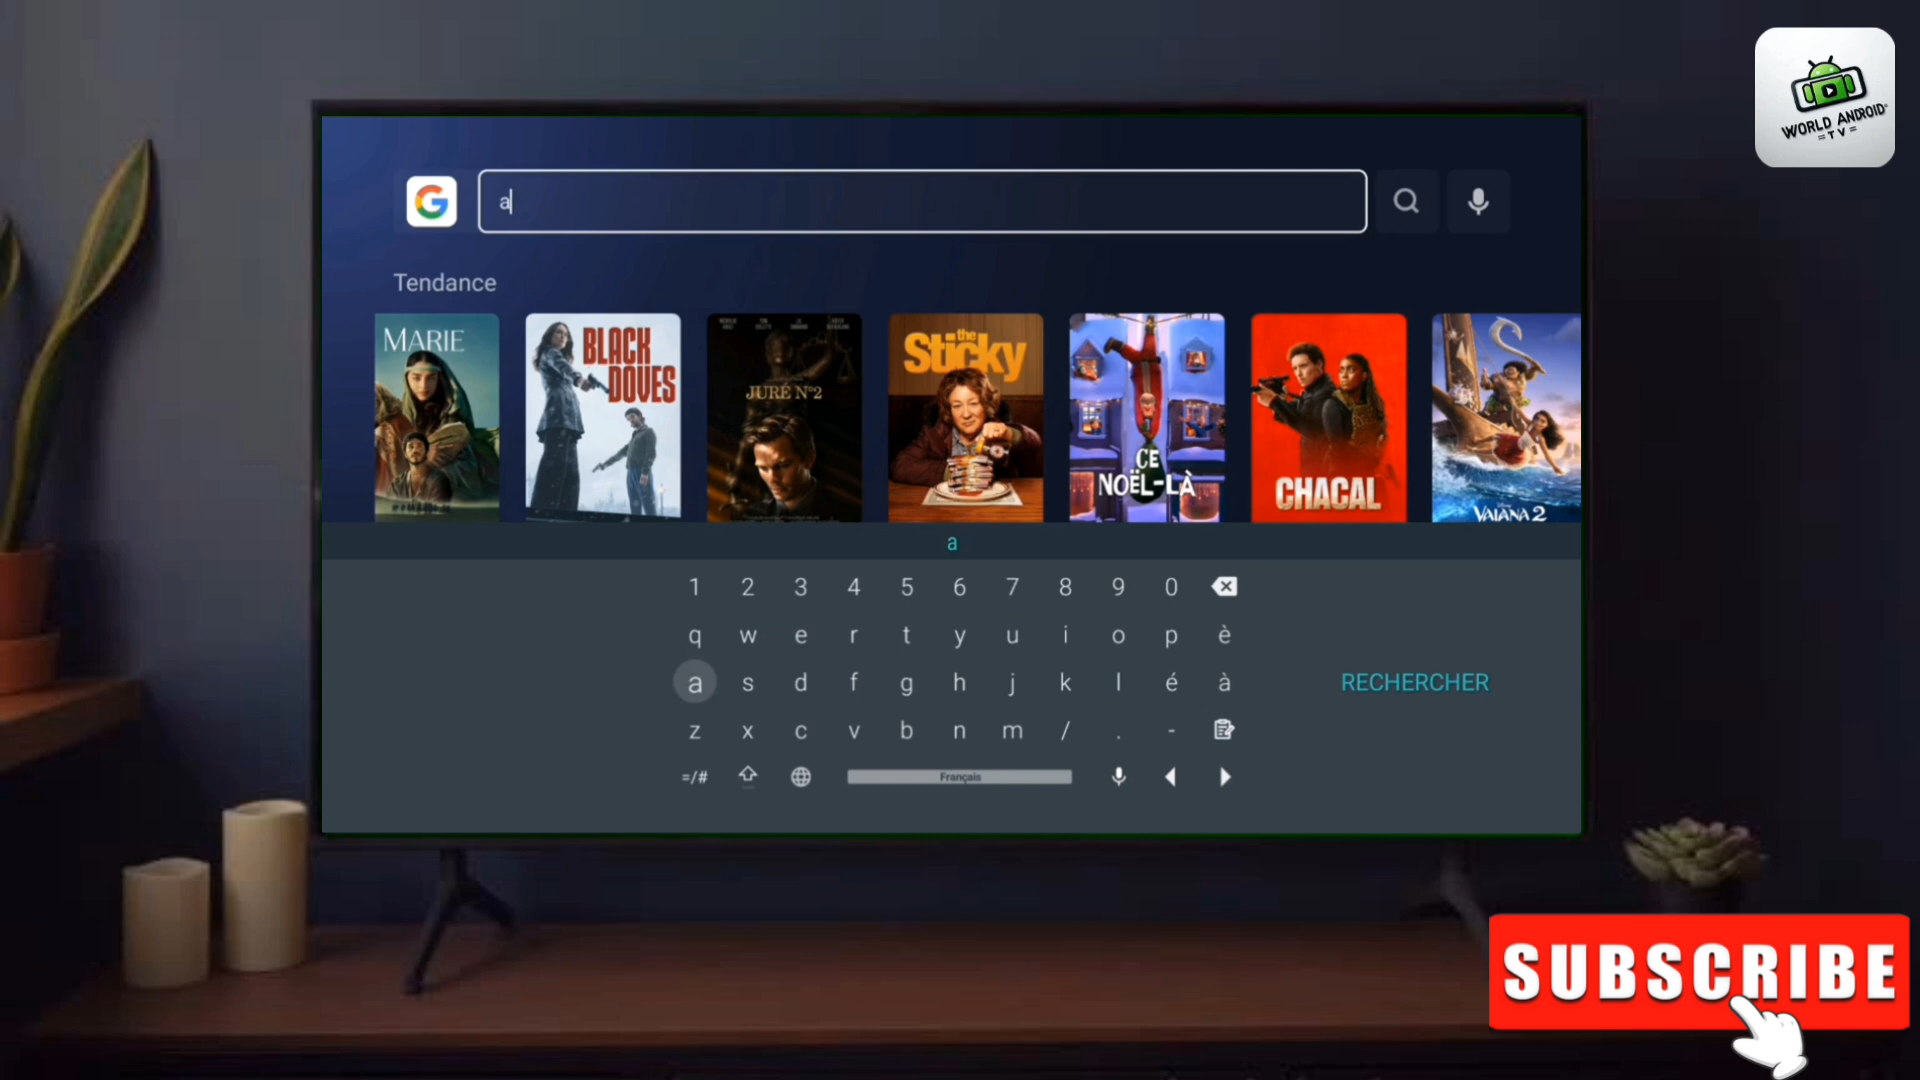 WORLD ANDROID
TV
a
Tendance
MARIE
BLACK
DOVES
JURÉ N°2
the
Sticky
CE
NOËL-LÀ
CHACAL
Disney
VAIANA 2
a
1 2 3 4 5 6 7 8 9 0
q w e r t y u i o p è
a s d f g h j k l é à
RECHERCHER
z x c v b n m / . -
=/#
Français
SUBSCRIBE